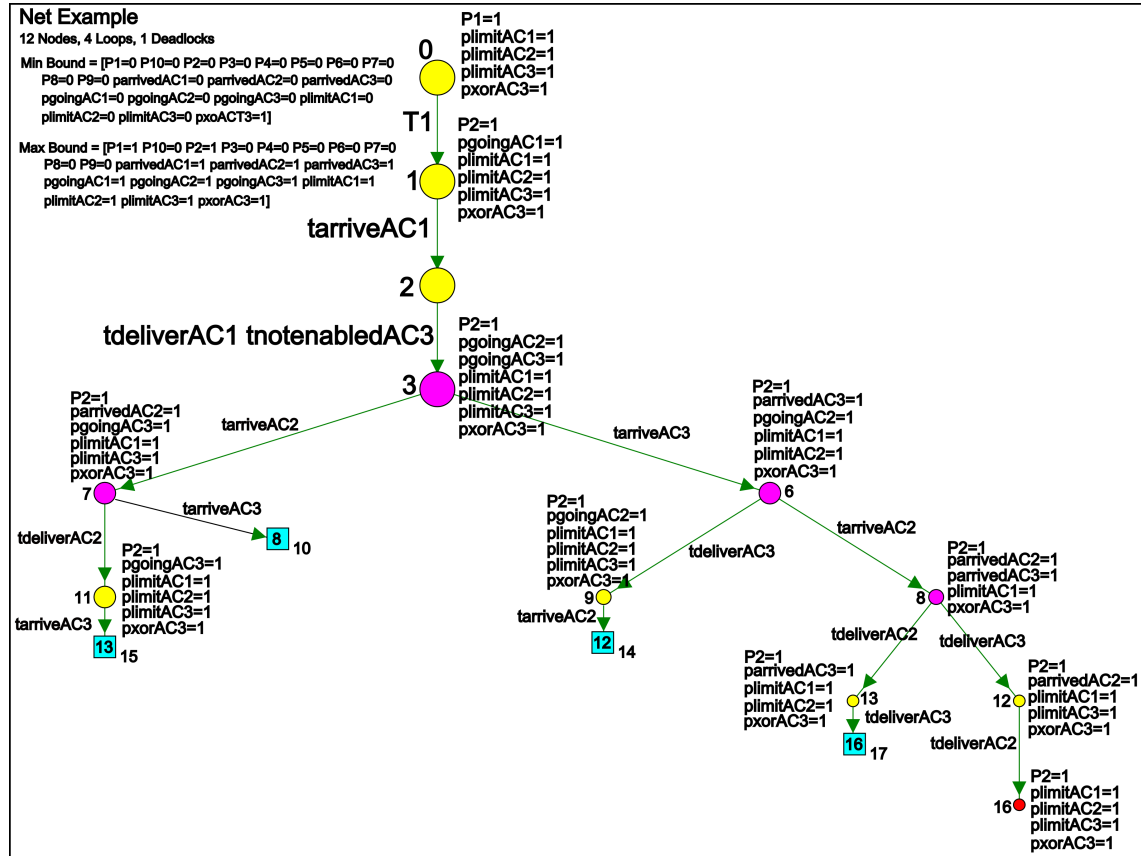 Net Example
12 Nodes, 4 Loops, 1 Deadlocks
Min Bound = [P1=0 P10=0 P2=0 P3=0 P4=0 P5=0 P6=0 P7=0
P8=0 P9=0 parrivedAC1=0 parrivedAC2=0 parrivedAC3=0
pgoingAC1=0 pgoingAC2=0 pgoingAC3=0 plimitAC1=0
plimitAC2=0 plimitAC3=0 pxoACT3=1]
Max Bound = [P1=1 P10=0 P2=1 P3=0 P4=0 P5=0 P6=0 P7=0
P8=0 P9=0 parrivedAC1=1 parrivedAC2=1 parrivedAC3=1
pgoingAC1=1 pgoingAC2=1 pgoingAC3=1 plimitAC1=1
plimitAC2=1 plimitAC3=1 pxorAC3=1]
0
P1=1
plimitAC1=1
plimitAC2=1
plimitAC3=1
pxorAC3=1
T1
1
P2=1
pgoingAC1=1
plimitAC1=1
plimitAC2=1
plimitAC3=1
pxorAC3=1
tarriveAC1
2
tdeliverAC1 tnotenabledAC3
3
P2=1
pgoingAC2=1
pgoingAC3=1
plimitAC1=1
plimitAC2=1
plimitAC3=1
pxorAC3=1
tarriveAC2
tarriveAC3
P2=1
parrivedAC2=1
pgoingAC3=1
plimitAC1=1
plimitAC3=1
pxorAC3=1
7
P2=1
parrivedAC3=1
pgoingAC2=1
plimitAC1=1
plimitAC2=1
pxorAC3=1
6
tarriveAC3
8
10
tdeliverAC2
P2=1
pgoingAC3=1
plimitAC1=1
plimitAC2=1
plimitAC3=1
pxorAC3=1
11
tarriveAC3
13
15
tdeliverAC3
P2=1
pgoingAC2=1
plimitAC1=1
plimitAC2=1
plimitAC3=1
pxorAC3=1
9
tarriveAC2
12
14
tarriveAC2
P2=1
parrivedAC2=1
parrivedAC3=1
plimitAC1=1
pxorAC3=1
8
tdeliverAC2
tdeliverAC3
P2=1
parrivedAC3=1
plimitAC1=1
plimitAC2=1
pxorAC3=1
13
tdeliverAC3
16
17
P2=1
parrivedAC2=1
plimitAC1=1
plimitAC3=1
pxorAC3=1
12
tdeliverAC2
P2=1
plimitAC1=1
plimitAC2=1
plimitAC3=1
pxorAC3=1
16